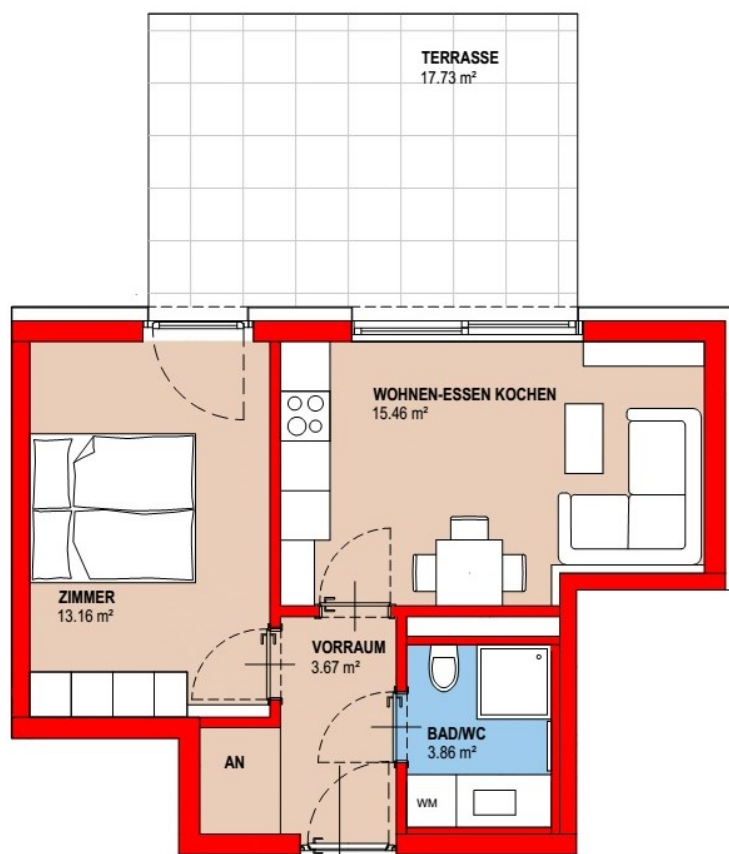 TERRASSE
17.73 m²
WOHNEN-ESSEN KOCHEN
15.46 m²
ZIMMER
13.16 m²
VORRAUM
3.67 m²
BAD/WC
3.86 m²
AN
WM